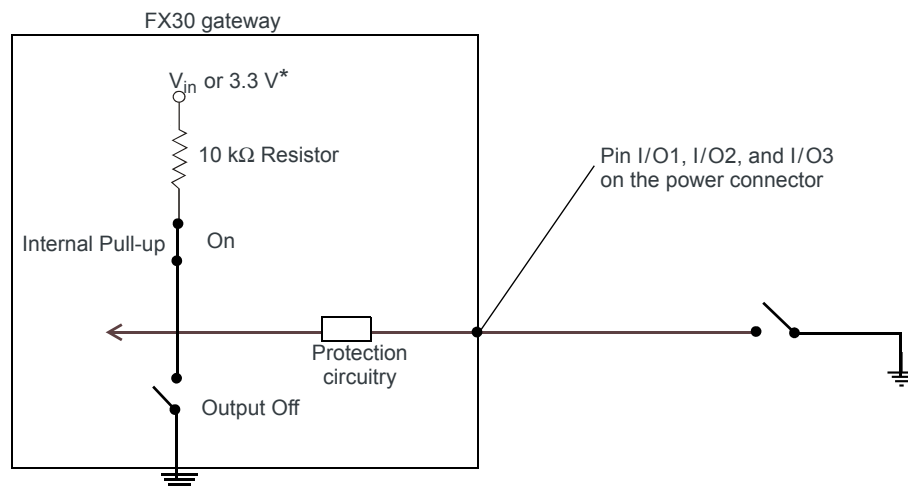 FX30 gateway
Vin or 3.3 V*
10 kΩ Resistor
Pin I/O1, I/O2, and I/O3
on the power connector
Internal Pull-up
On
Protection
circuitry
Output Off